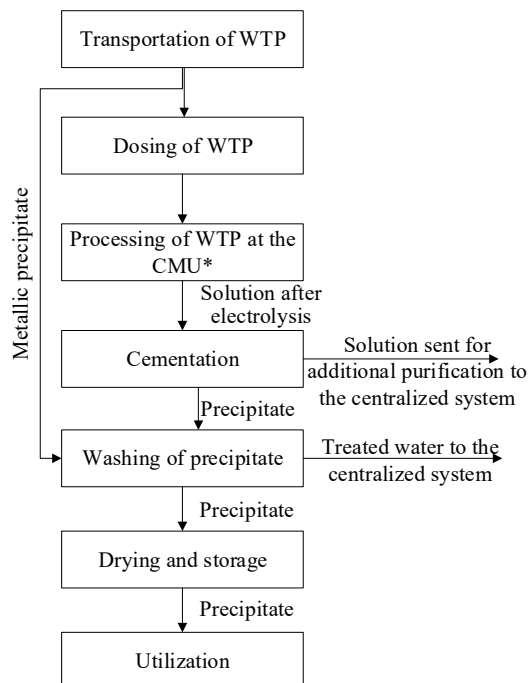 Transportation of WTP
Dosing of WTP
Metallic precipitate
Processing of WTP at the
CMU*
Solution after
electrolysis
Cementation
Solution sent for
additional purification to
the centralized system
Precipitate
Washing of precipitate
Treated water to the
centralized system
Precipitate
Drying and storage
Precipitate
Utilization